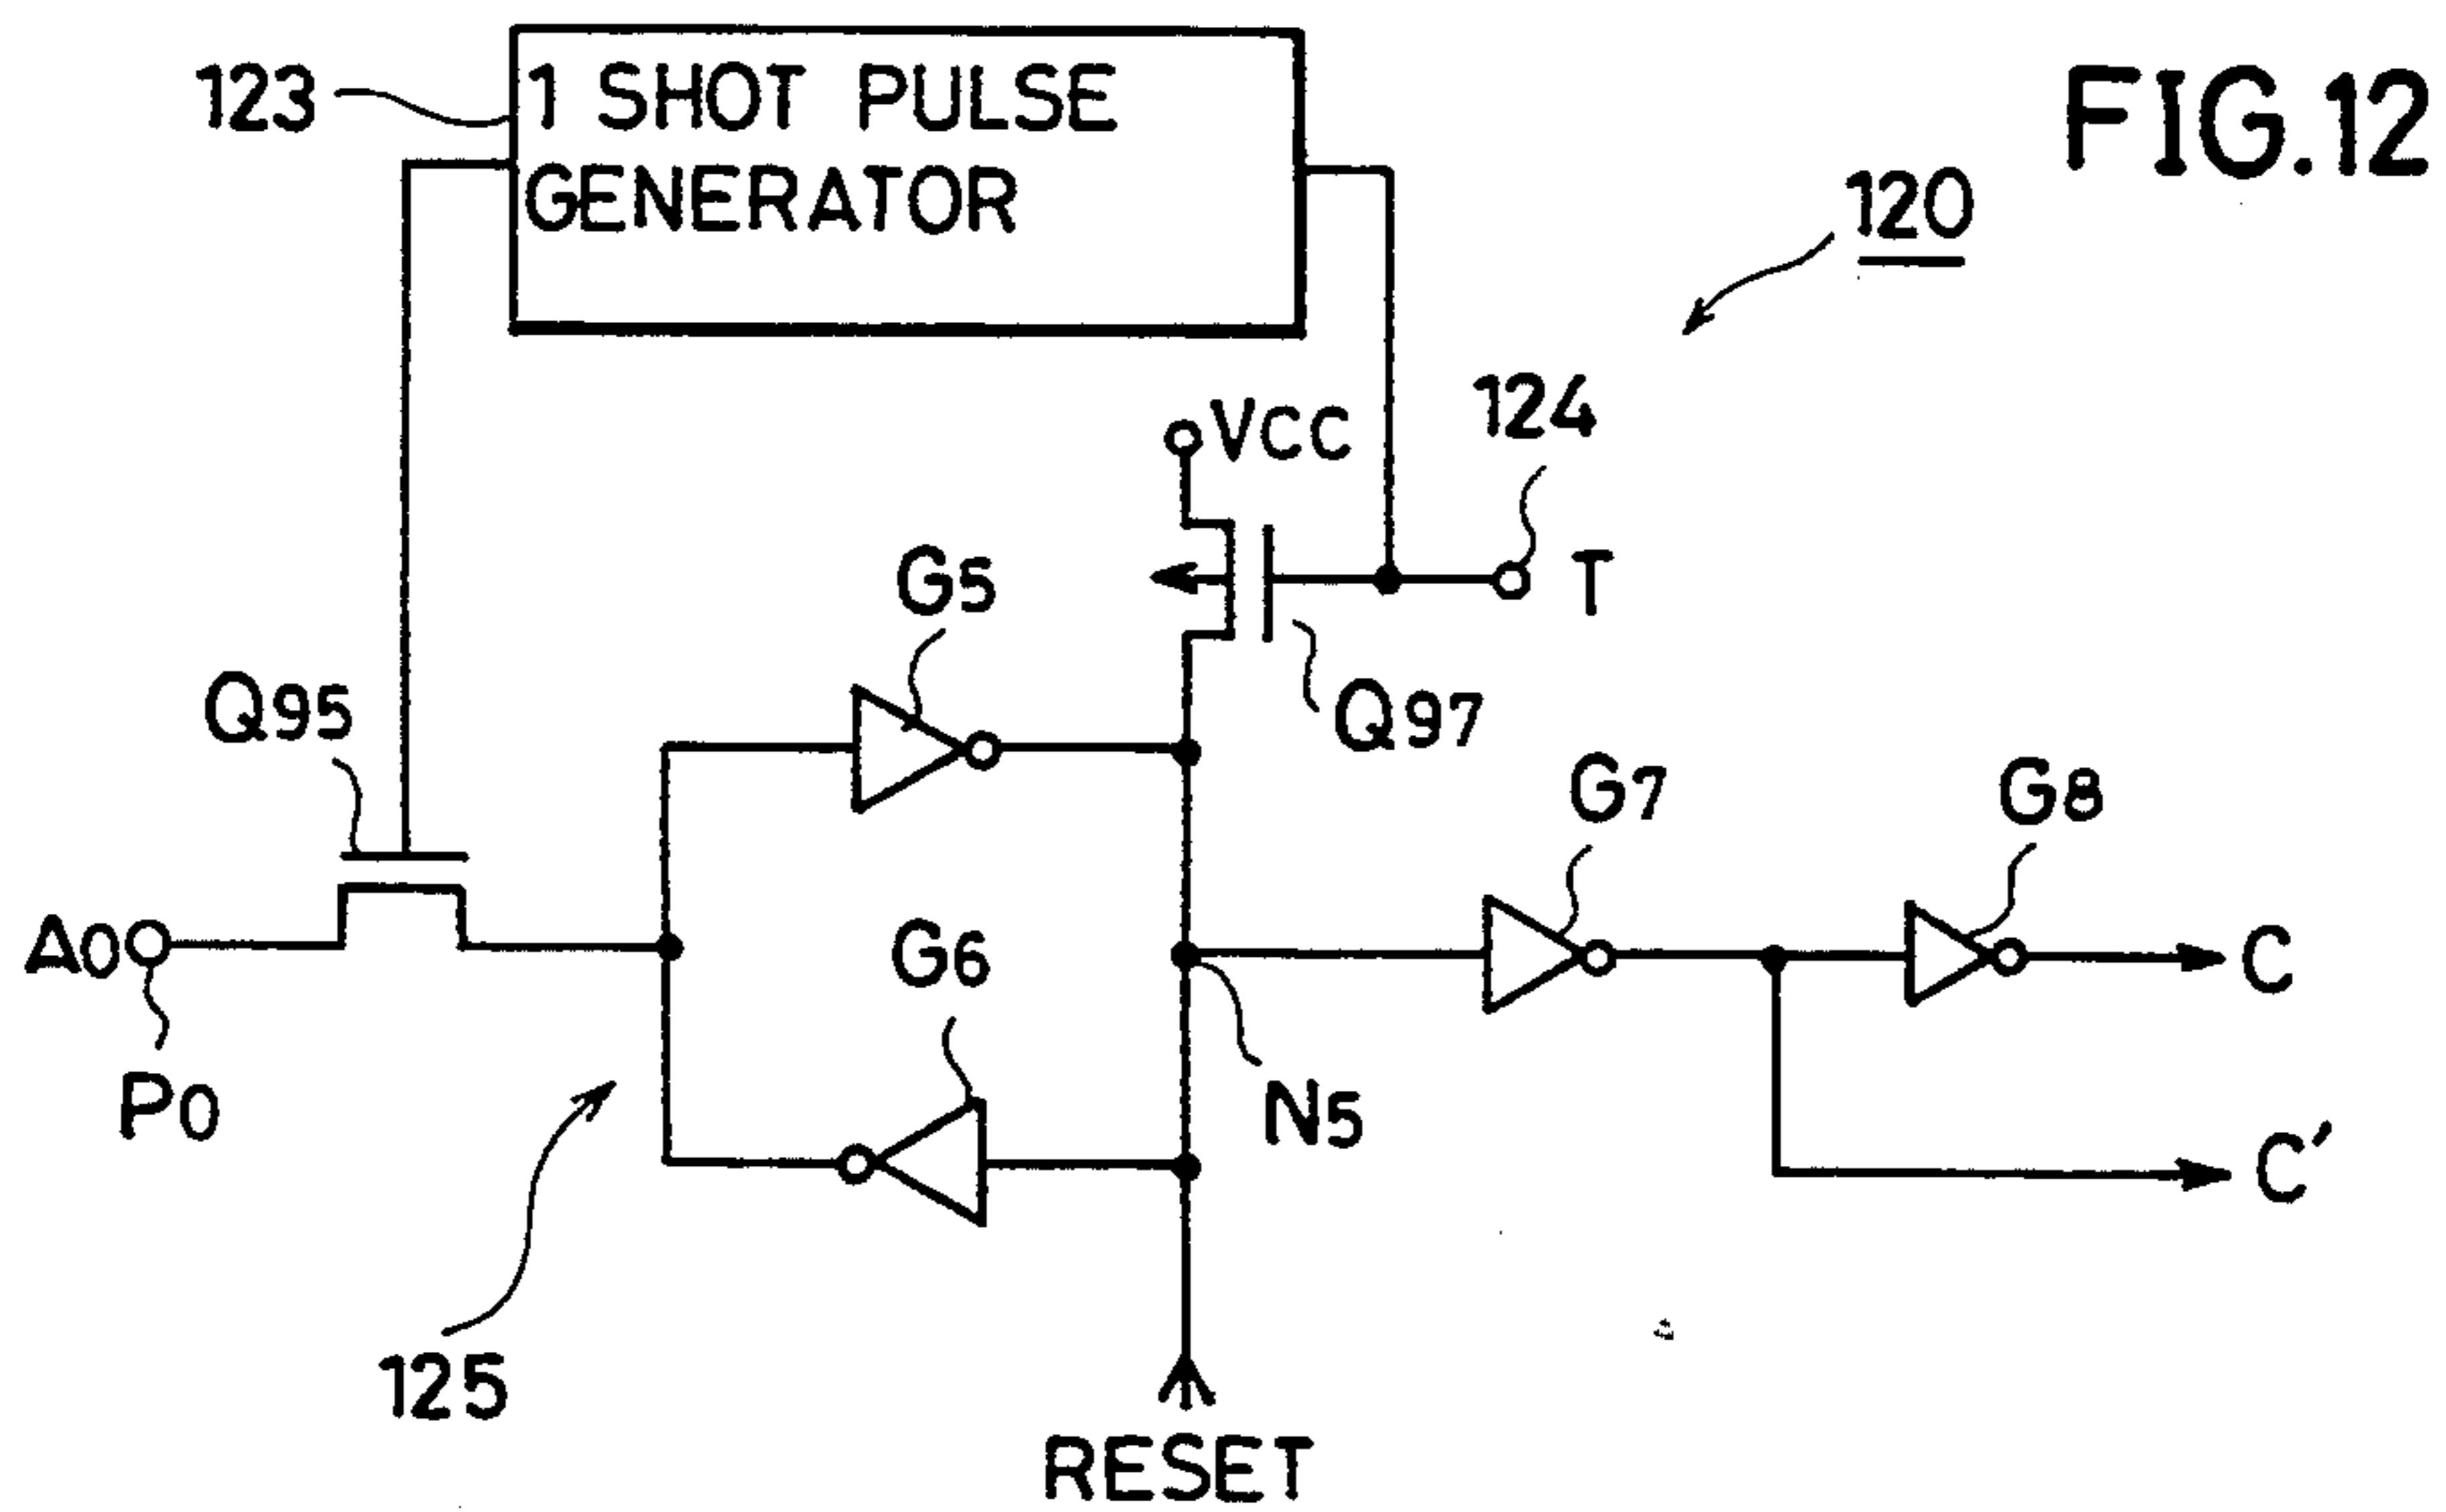 FIG.12
123
1 SHOT PULSE
GENERATOR
120
124
VCC
T
G5
Q95
Q97
G7
G8
A0
G6
C
P0
N5
C'
125
RESET